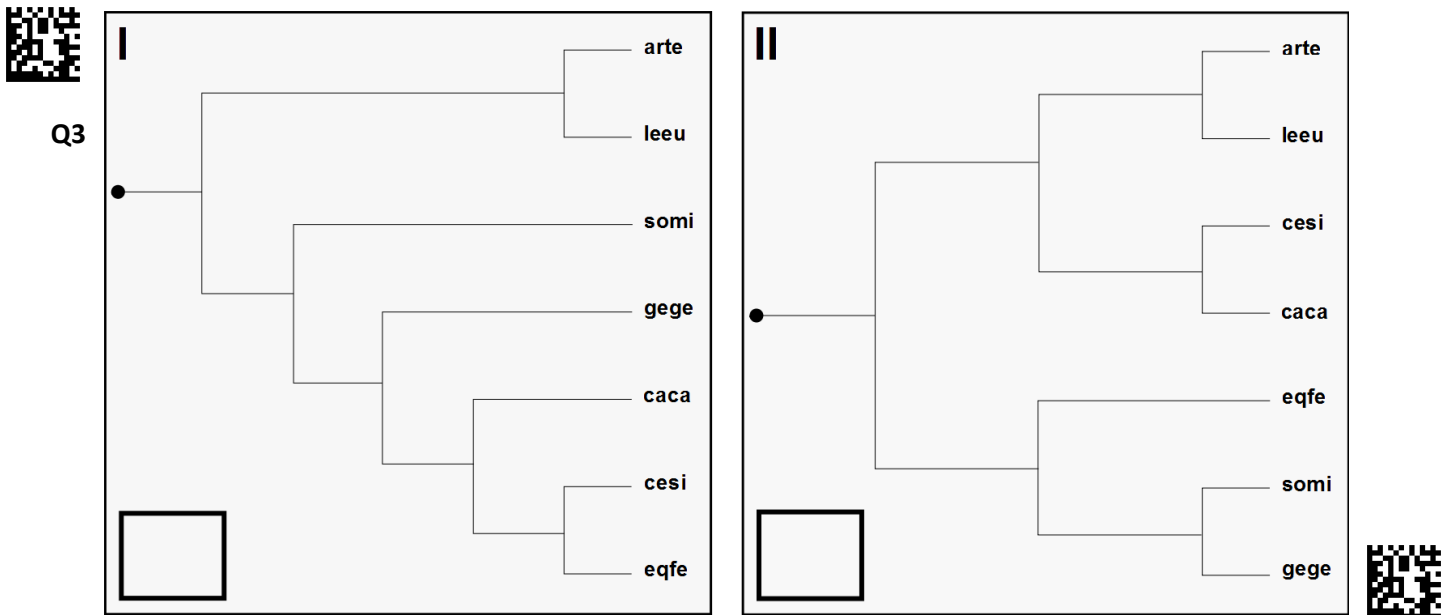 Q3
I
arte
leeu
somi
gege
caca
cesi
eqfe
II
arte
leeu
cesi
caca
eqfe
somi
gege